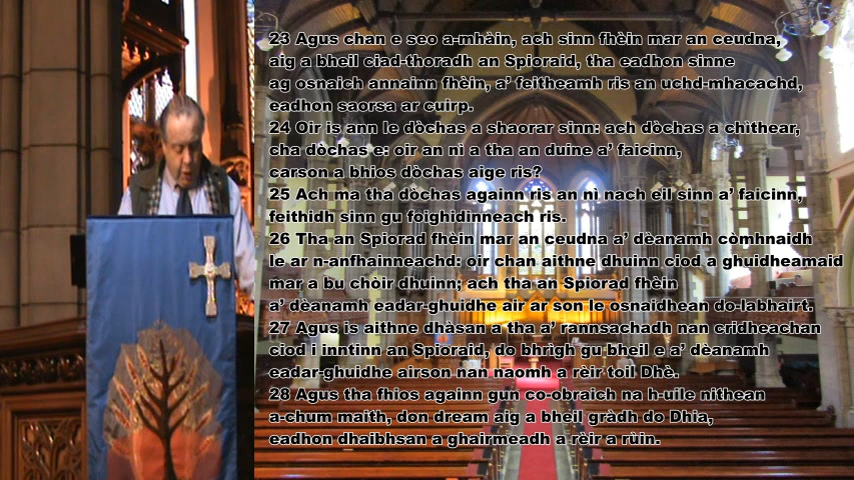 23 Agus chan e seo a-mhàin, ach sinn fhèin mar an ceudna,
aig a bheil ciad-thoradh an Spioraid, tha eadhon sinne
ag osnaich annainn fhèin, a' feitheamh ris an uchd-mhacachd,
eadhon saorsa ar cuirp.
24 Oir is ann le dòchas a shaorar sinn: ach dòchas a chìthear,
cha dòchas e: oir an nì a tha an duine a' faicinn,
carson a bhios dòchas aige ris?
25 Ach ma tha dòchas againn ris an nì nach eil sinn a' faicinn,
feithidh sinn gu foighidinneach ris.
26 Tha an Spiorad fhèin mar an ceudna a' dèanamh còmhnaidh
le ar n-anfhainneachd: oir chan aithne dhuinn ciod a ghuidheamaid
mar a bu chòir dhuinn; ach tha an Spiorad fhèin
a' dèanamh eadar-ghuidhe air ar son le osnaidhean do-labhairt.
27 Agus is aithne dhàsan a tha a' rannsachadh nan cridheachan
ciod i inntinn an Spioraid, do bhrìgh gu bheil e a' dèanamh
eadar-ghuidhe airson nan naomh a rèir toil Dhè.
28 Agus tha fhios againn gun co-obraich na h-uile nithean
a-chum maith, don dream aig a bheil gràdh do Dhia,
eadhon dhaibhsan a ghairmeadh a rèir a rùin.